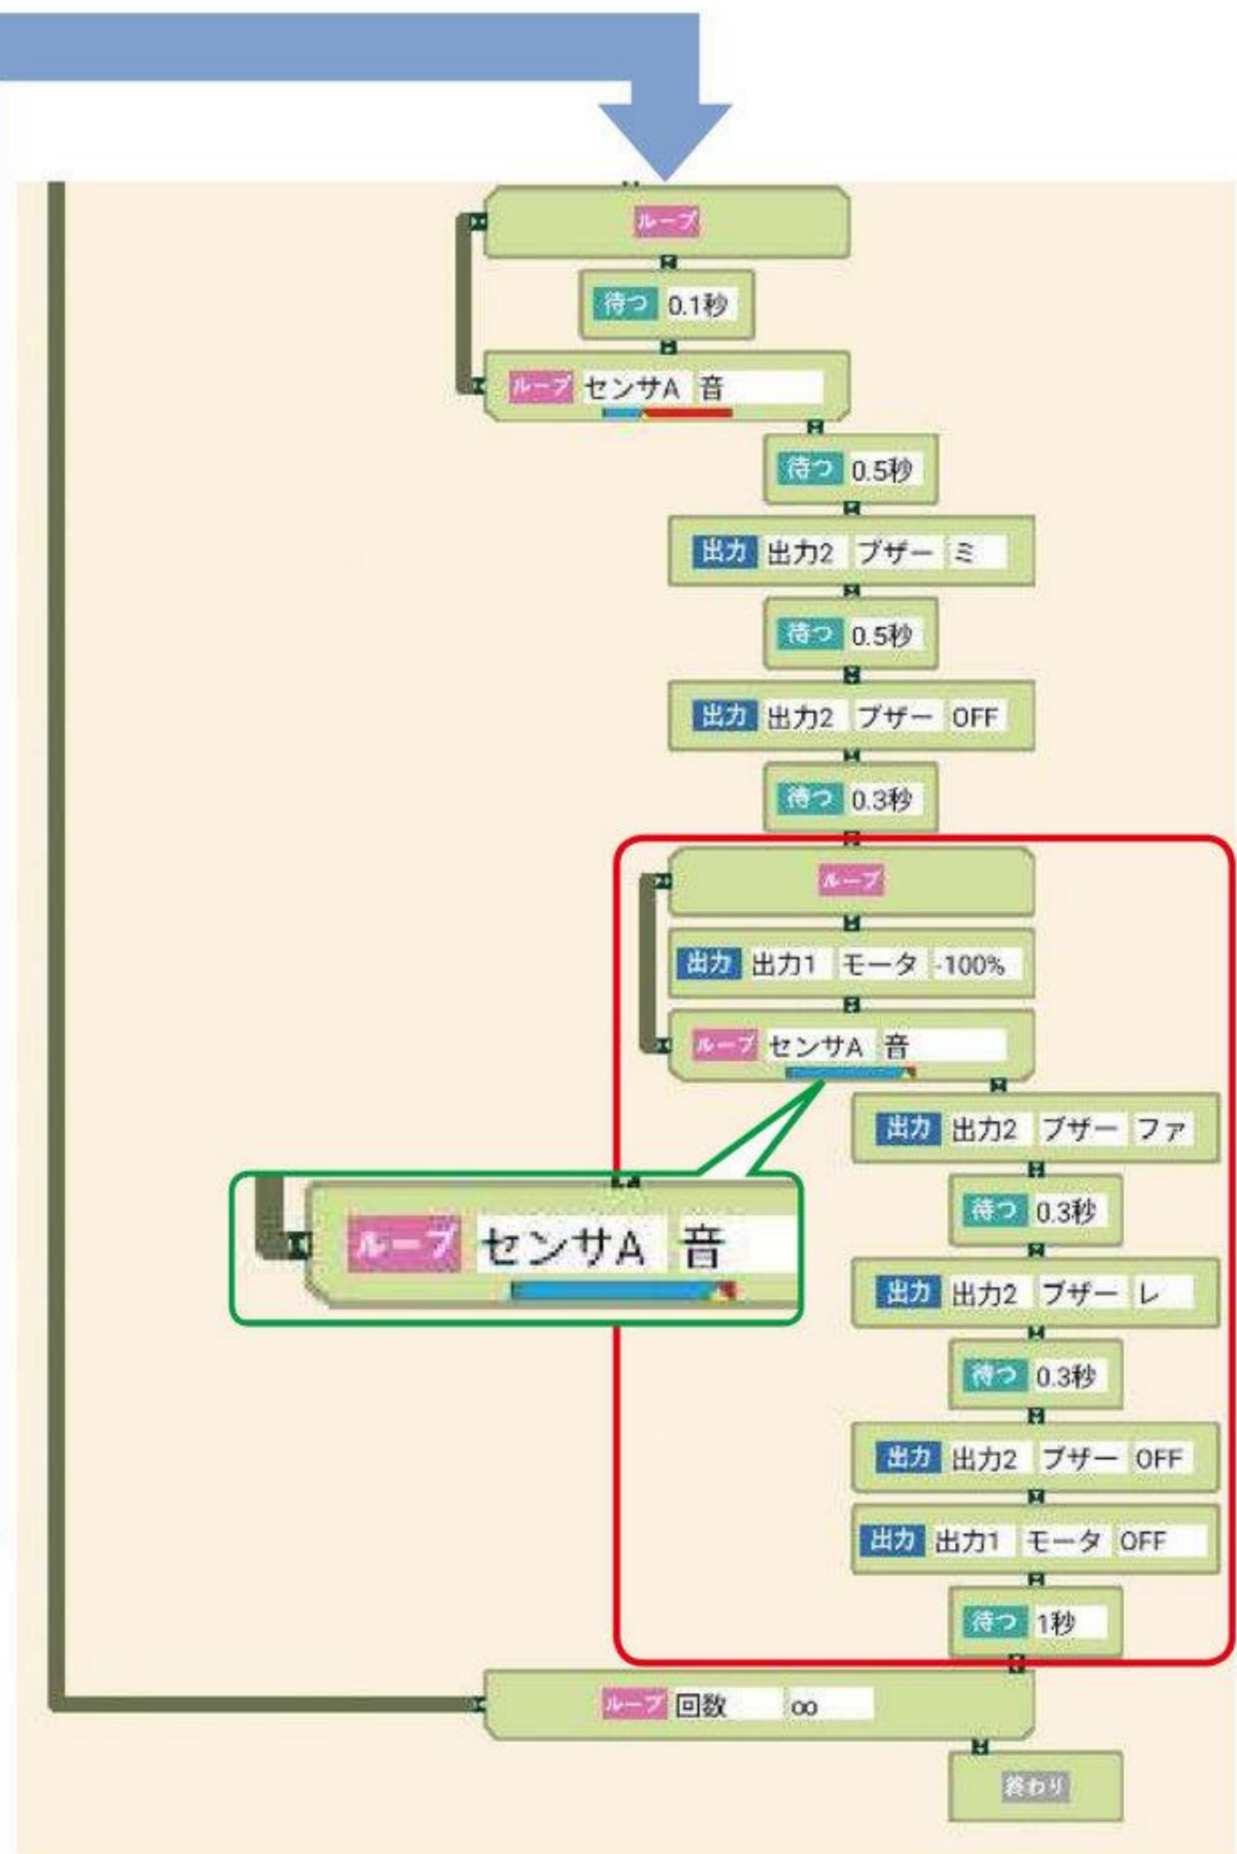 ループ
待つ 0.1秒
ループ センサA 音
待つ 0.5秒
出力 出力2 ブザー ミ
待つ 0.5秒
出力 出力2 ブザー OFF
待つ 0.3秒
ループ
出力 出力1 モータ -100%
ループ センサA 音
出力 出力2 ブザー ファ
待つ 0.3秒
ループ センサA 音
出力 出力2 ブザー レ
待つ 0.3秒
出力 出力2 ブザー OFF
出力 出力1 モータ OFF
待つ 1秒
ループ 回数 ∞
終わり